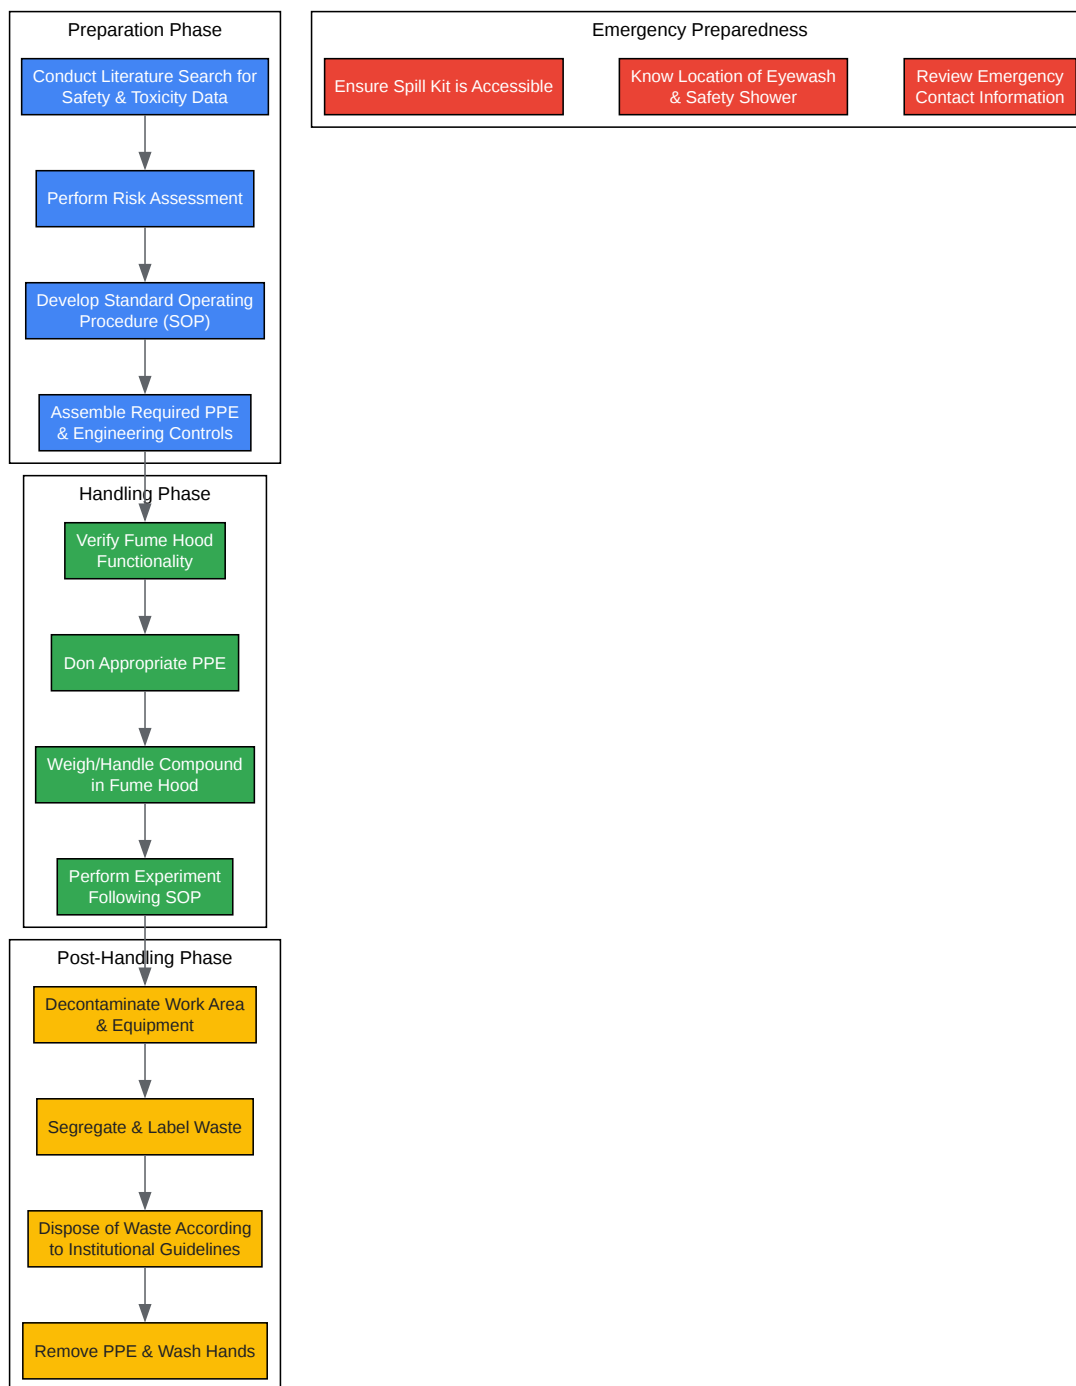 Preparation Phase
Conduct Literature Search for
Safety & Toxicity Data
Perform Risk Assessment
Develop Standard Operating
Procedure (SOP)
Assemble Required PPE
& Engineering Controls
Handling Phase
Verify Fume Hood
Functionality
Don Appropriate PPE
Weigh/Handle Compound
in Fume Hood
Perform Experiment
Following SOP
Post-Handling Phase
Decontaminate Work Area
& Equipment
Segregate & Label Waste
Dispose of Waste According
to Institutional Guidelines
Remove PPE & Wash Hands
Emergency Preparedness
Ensure Spill Kit is Accessible
Know Location of Eyewash
& Safety Shower
Review Emergency
Contact Information